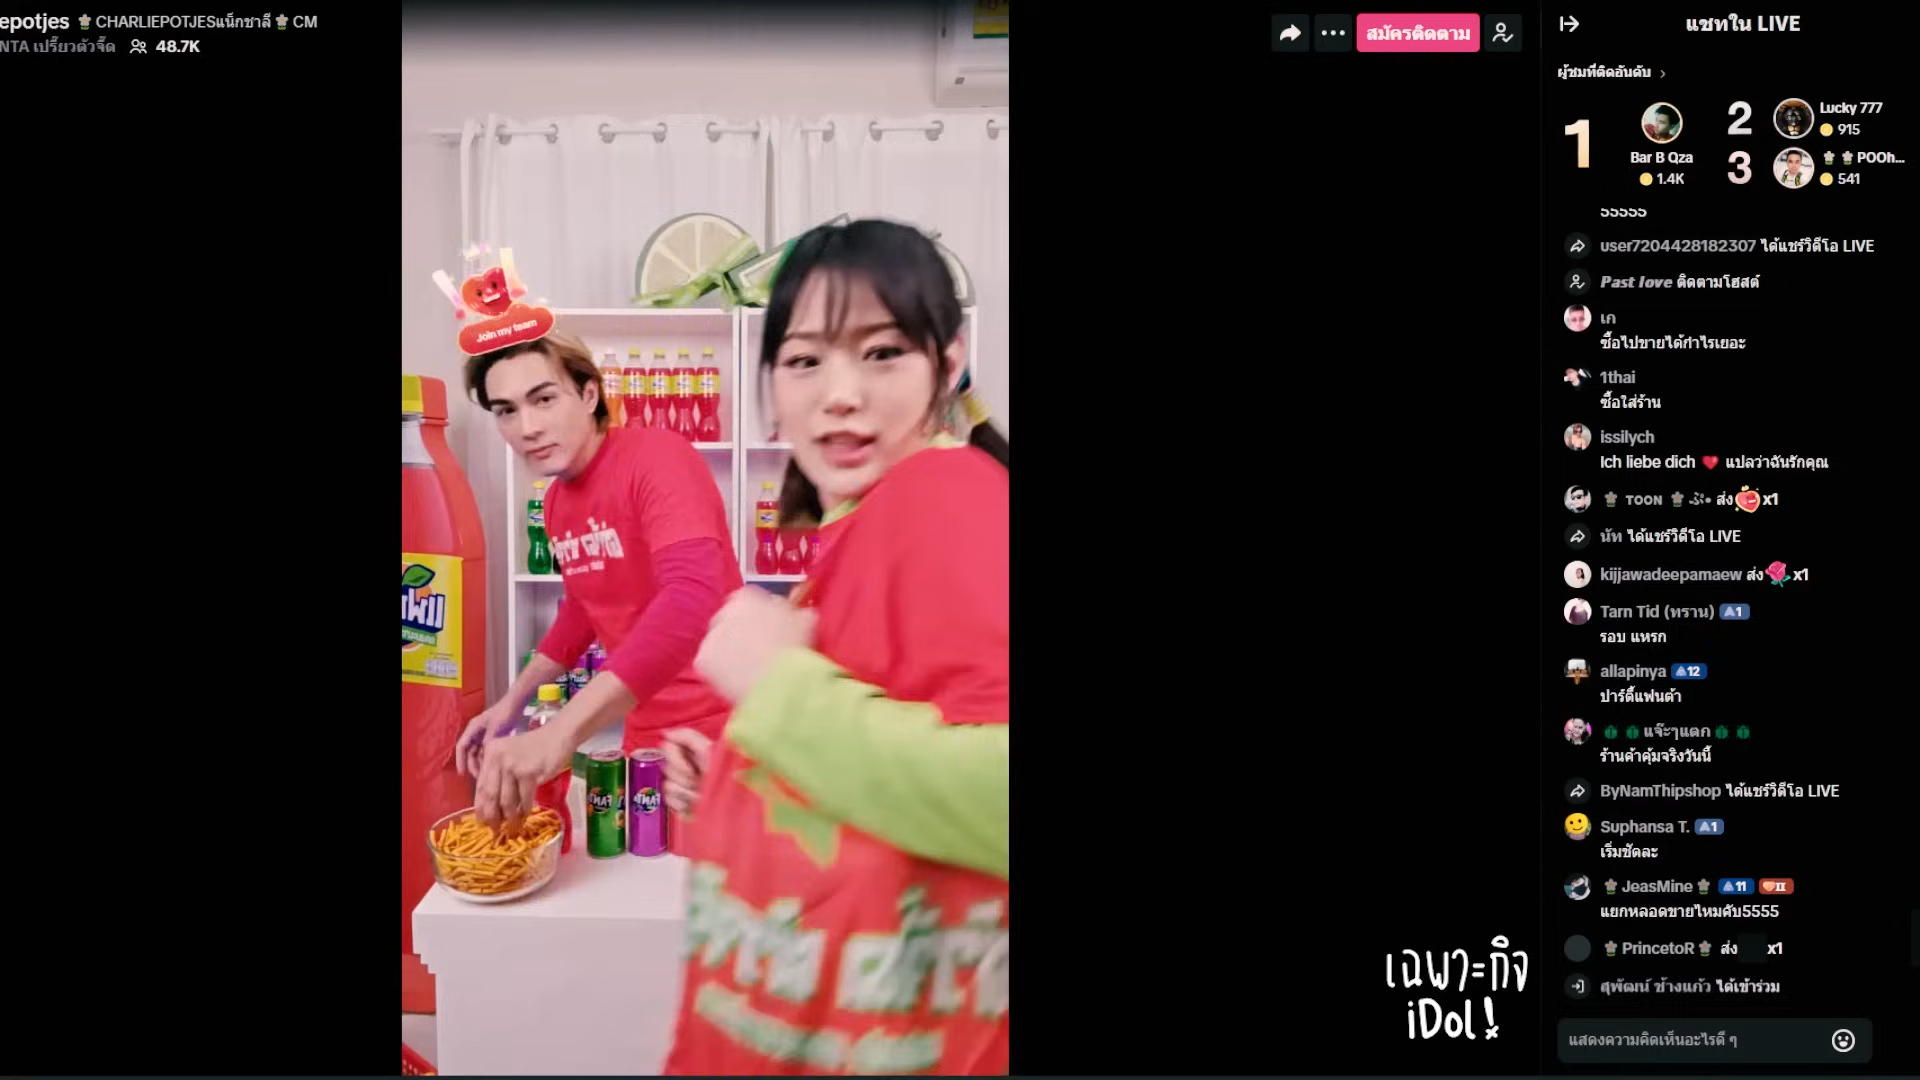 epotjes CHARLIEPOTJESแน็กชาลี CM
NTA เปรี้ยวตัวจี๊ด 48.7K
สมัครติดตาม
Join my team
FANTA
FANTA
เฉพาะกิจ
iDol!
แชทใน LIVE
ผู้ชมที่ติดอันดับ
1
Bar B Qza
1.4K
2
Lucky 777
915
3
POOh...
541
55555
user7204428182307 ได้แชร์วิดีโอ LIVE
Past love ติดตามโฮสต์
เก
ซื้อไปขายได้กำไรเยอะ
1thai
ซื้อใส่ร้าน
issilych
Ich liebe dich ❤️ แปลว่าฉันรักคุณ
TOON ส่ง x1
นัท ได้แชร์วิดีโอ LIVE
kijjawadeepamaew ส่ง x1
Tarn Tid (ทราน) 1
รอบ แหรก
allapinya 12
ปาร์ตี้แฟนต้า
แจ๊ะๆแตก
ร้านค้าคุ้มจริงวันนี้
ByNamThipshop ได้แชร์วิดีโอ LIVE
Suphansa T. 1
เริ่มชัดละ
JeasMine 11 II
แยกหลอดขายไหมคับ5555
PrincetoR ส่ง x1
สุพัฒน์ ช้างแก้ว ได้เข้าร่วม
แสดงความคิดเห็นอะไรดี ๆ